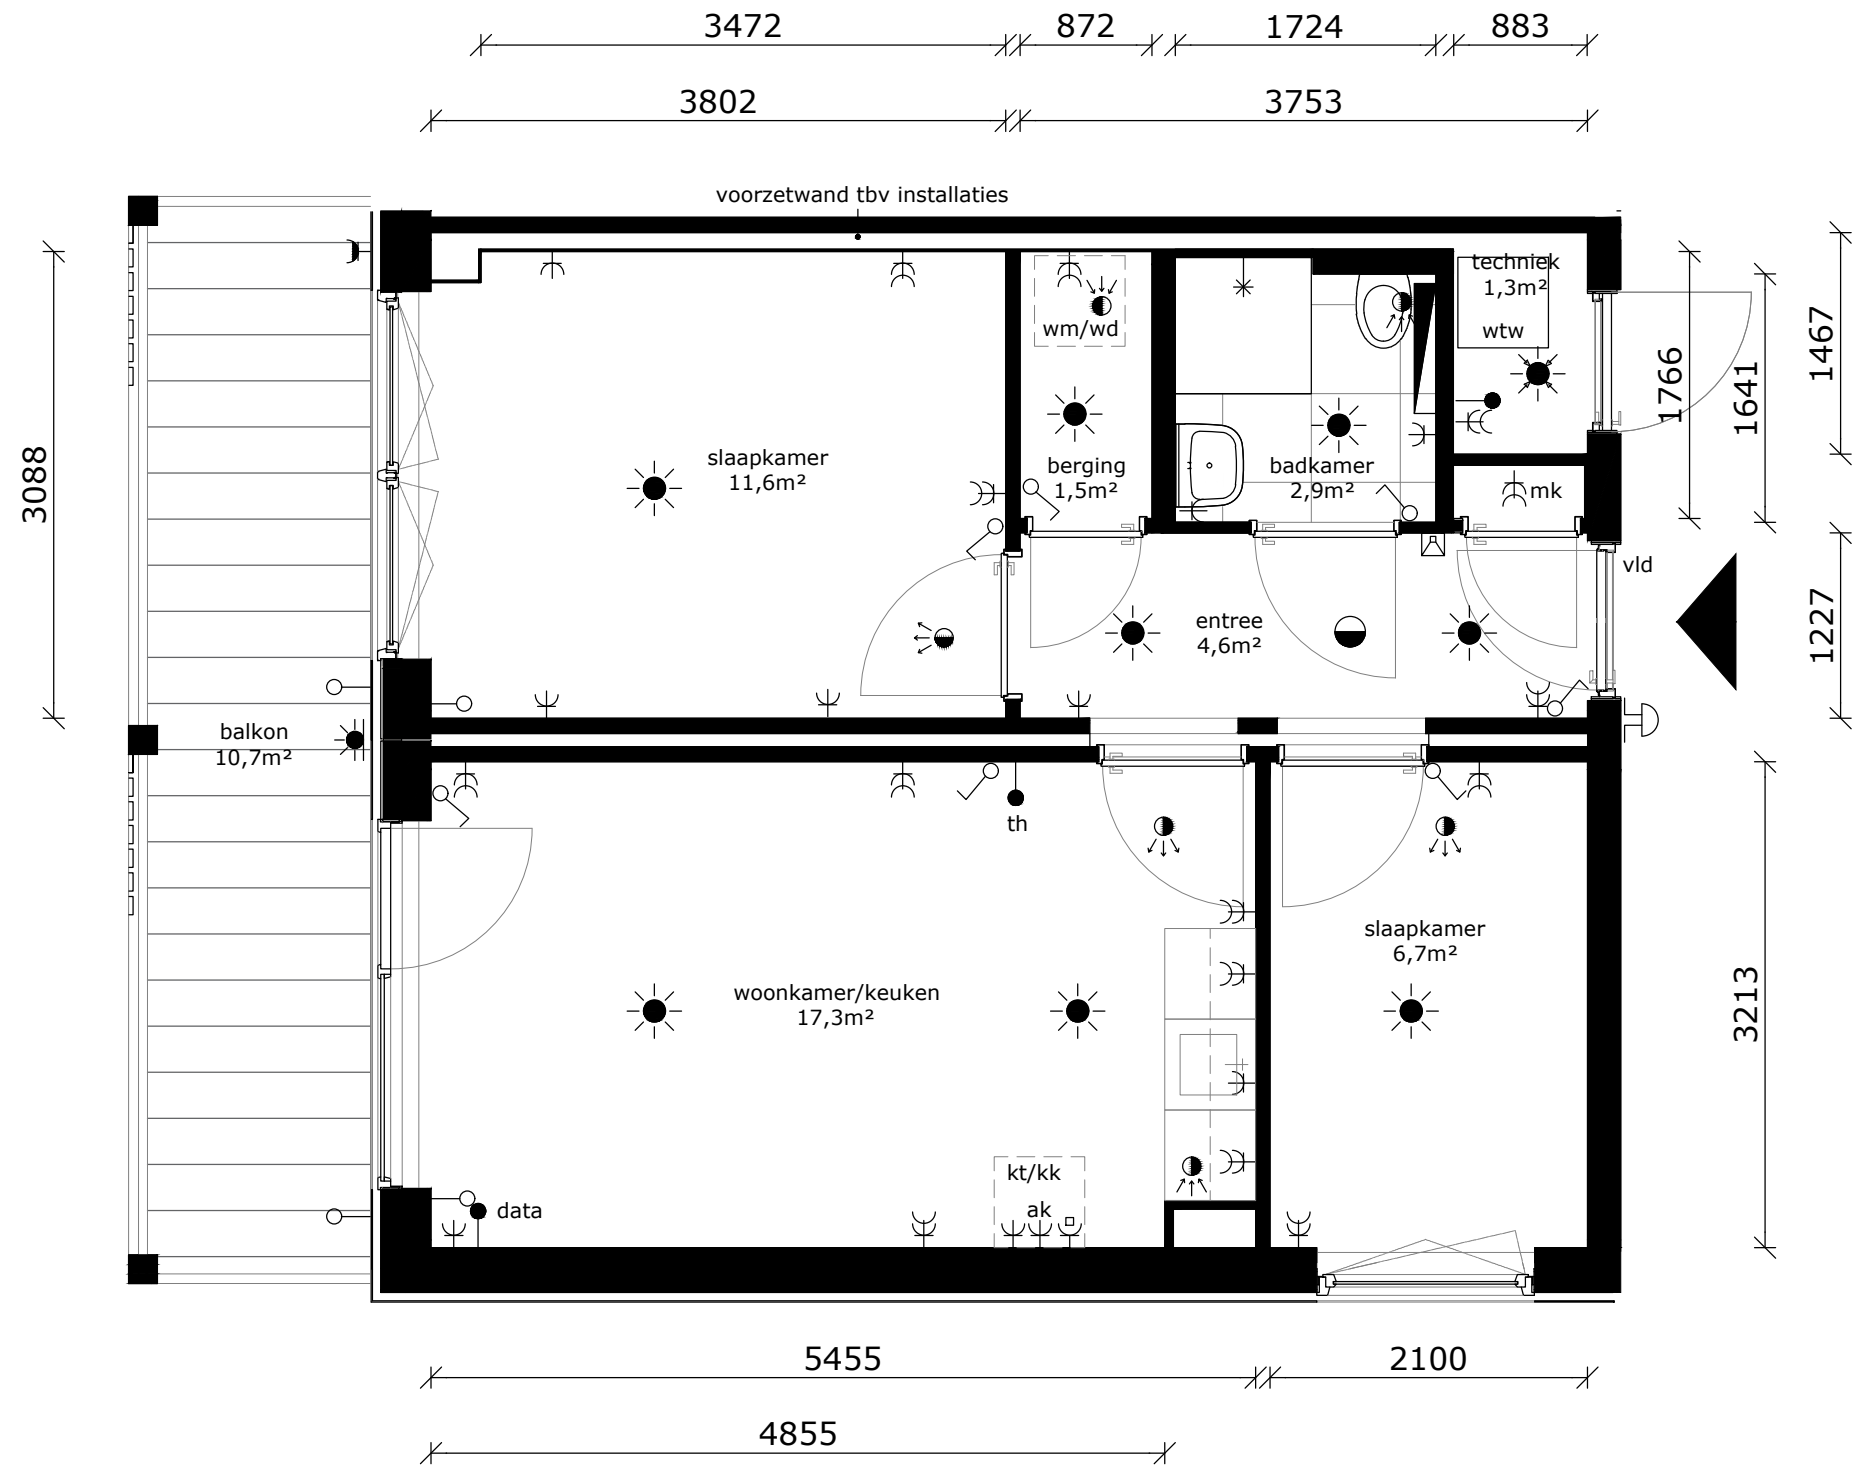 3472
872
1724
883
3802
3753
voorzetwand tbv installaties
techniek
1,3m²
wtw
wm/wd
1467
1766
1641
3088
slaapkamer
11,6m²
berging
1,5m²
badkamer
2,9m²
mk
vld
entree
4,6m²
1227
balkon
10,7m²
th
slaapkamer
6,7m²
woonkamer/keuken
17,3m²
3213
kt/kk
ak
data
5455
2100
4855